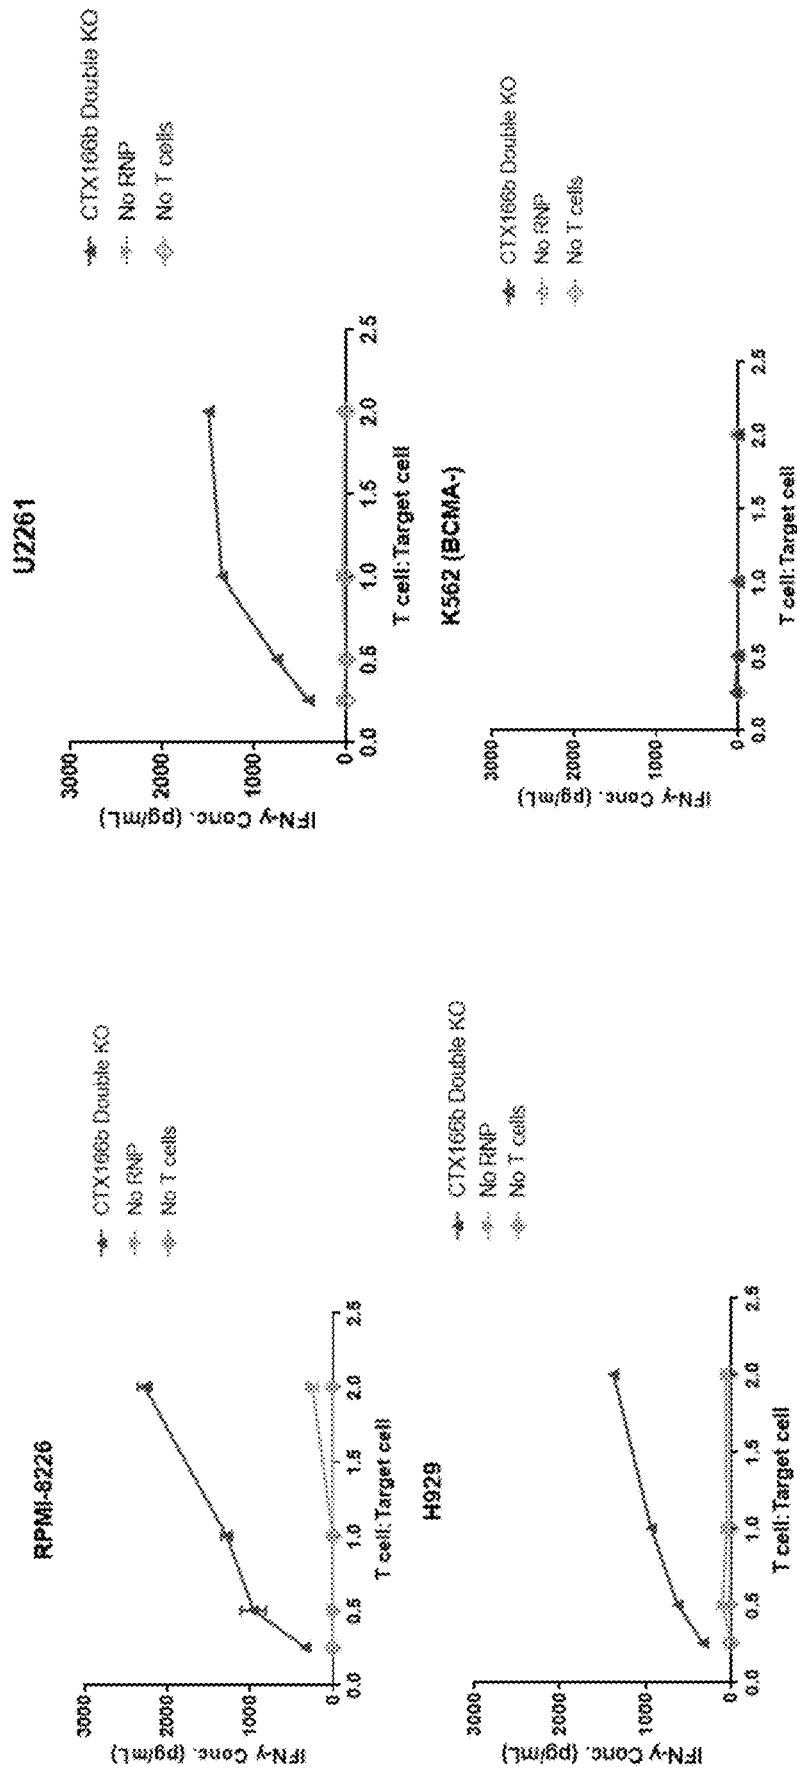 RPMI-8226
IFN-γ Conc. (pg/mL)
3000
2000
1000
0
0.0
0.5
1.0
1.5
2.0
2.5
T cell:Target cell
CTX166b Double KO
No RNP
No T cells
U2261
IFN-γ Conc. (pg/mL)
3000
2000
1000
0
0.0
0.5
1.0
1.5
2.0
2.5
T cell:Target cell
CTX166b Double KO
No RNP
No T cells
H929
IFN-γ Conc. (pg/mL)
3000
2000
1000
0
0.0
0.5
1.0
1.5
2.0
2.5
T cell:Target cell
CTX166b Double KO
No RNP
No T cells
K562 (BCMA-)
IFN-γ Conc. (pg/mL)
3000
2000
1000
0
0.0
0.5
1.0
1.5
2.0
2.5
T cell:Target cell
CTX166b Double KO
No RNP
No T cells